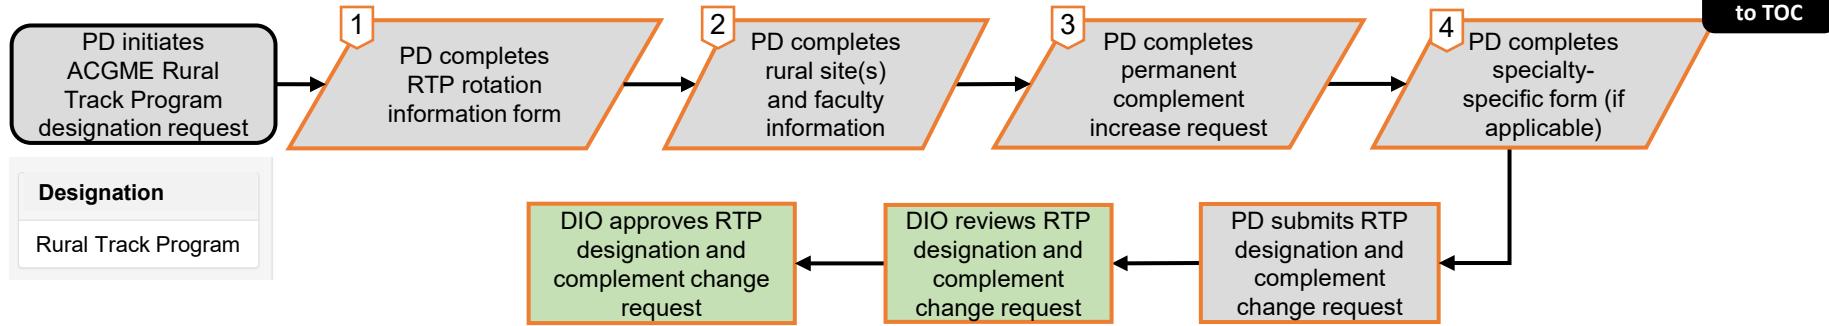 to TOC
PD initiates
ACGME Rural
Track Program
designation request
1
PD completes
RTP rotation
information form
2
PD completes
rural site(s)
and faculty
information
3
PD completes
permanent
complement
increase request
4
PD completes
specialty-
specific form (if
applicable)
Designation
Rural Track Program
DIO approves RTP
designation and
complement change
request
DIO reviews RTP
designation and
complement
change request
PD submits RTP
designation and
complement
change request